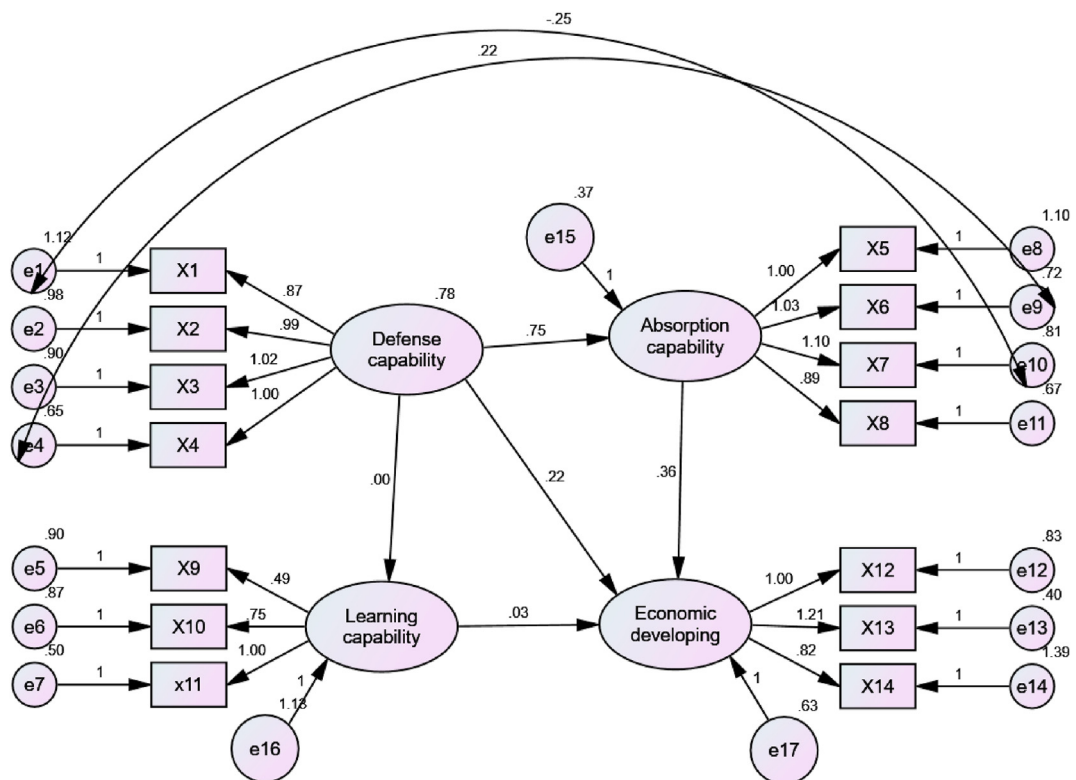 -.25
.22
.37
e15
1
1.12
e1
1
X1
.87
.98
e2
1
X2
.99
.90
e3
1
X3
1.02
.65
e4
1
X4
1.00
.78
Defense
capability
.75
Absorption
capability
1.00
X5
1
1.10
e8
1.03
X6
1
.72
e9
1.10
X7
1
.81
e10
.89
X8
1
.67
e11
.00
.22
.36
.90
e5
1
X9
.49
.87
e6
1
X10
.75
.50
e7
1
x11
1.00
Learning
capability
.03
Economic
developing
1.00
X12
1
.83
e12
1.21
X13
1
.40
e13
.82
X14
1
1.39
e14
1
1.13
e16
1
.63
e17